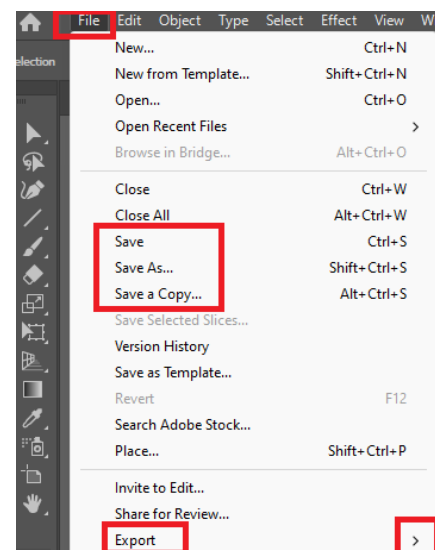 File Edit Object Type Select Effect View W
election
New... Ctrl+N
New from Template... Shift+Ctrl+N
Open... Ctrl+O
Open Recent Files >
Browse in Bridge... Alt+Ctrl+O
Close Ctrl+W
Close All Alt+Ctrl+W
Save Ctrl+S
Save As... Shift+Ctrl+S
Save a Copy... Alt+Ctrl+S
Save Selected Slices...
Version History
Save as Template...
Revert F12
Search Adobe Stock...
Place... Shift+Ctrl+P
Invite to Edit...
Share for Review...
Export >